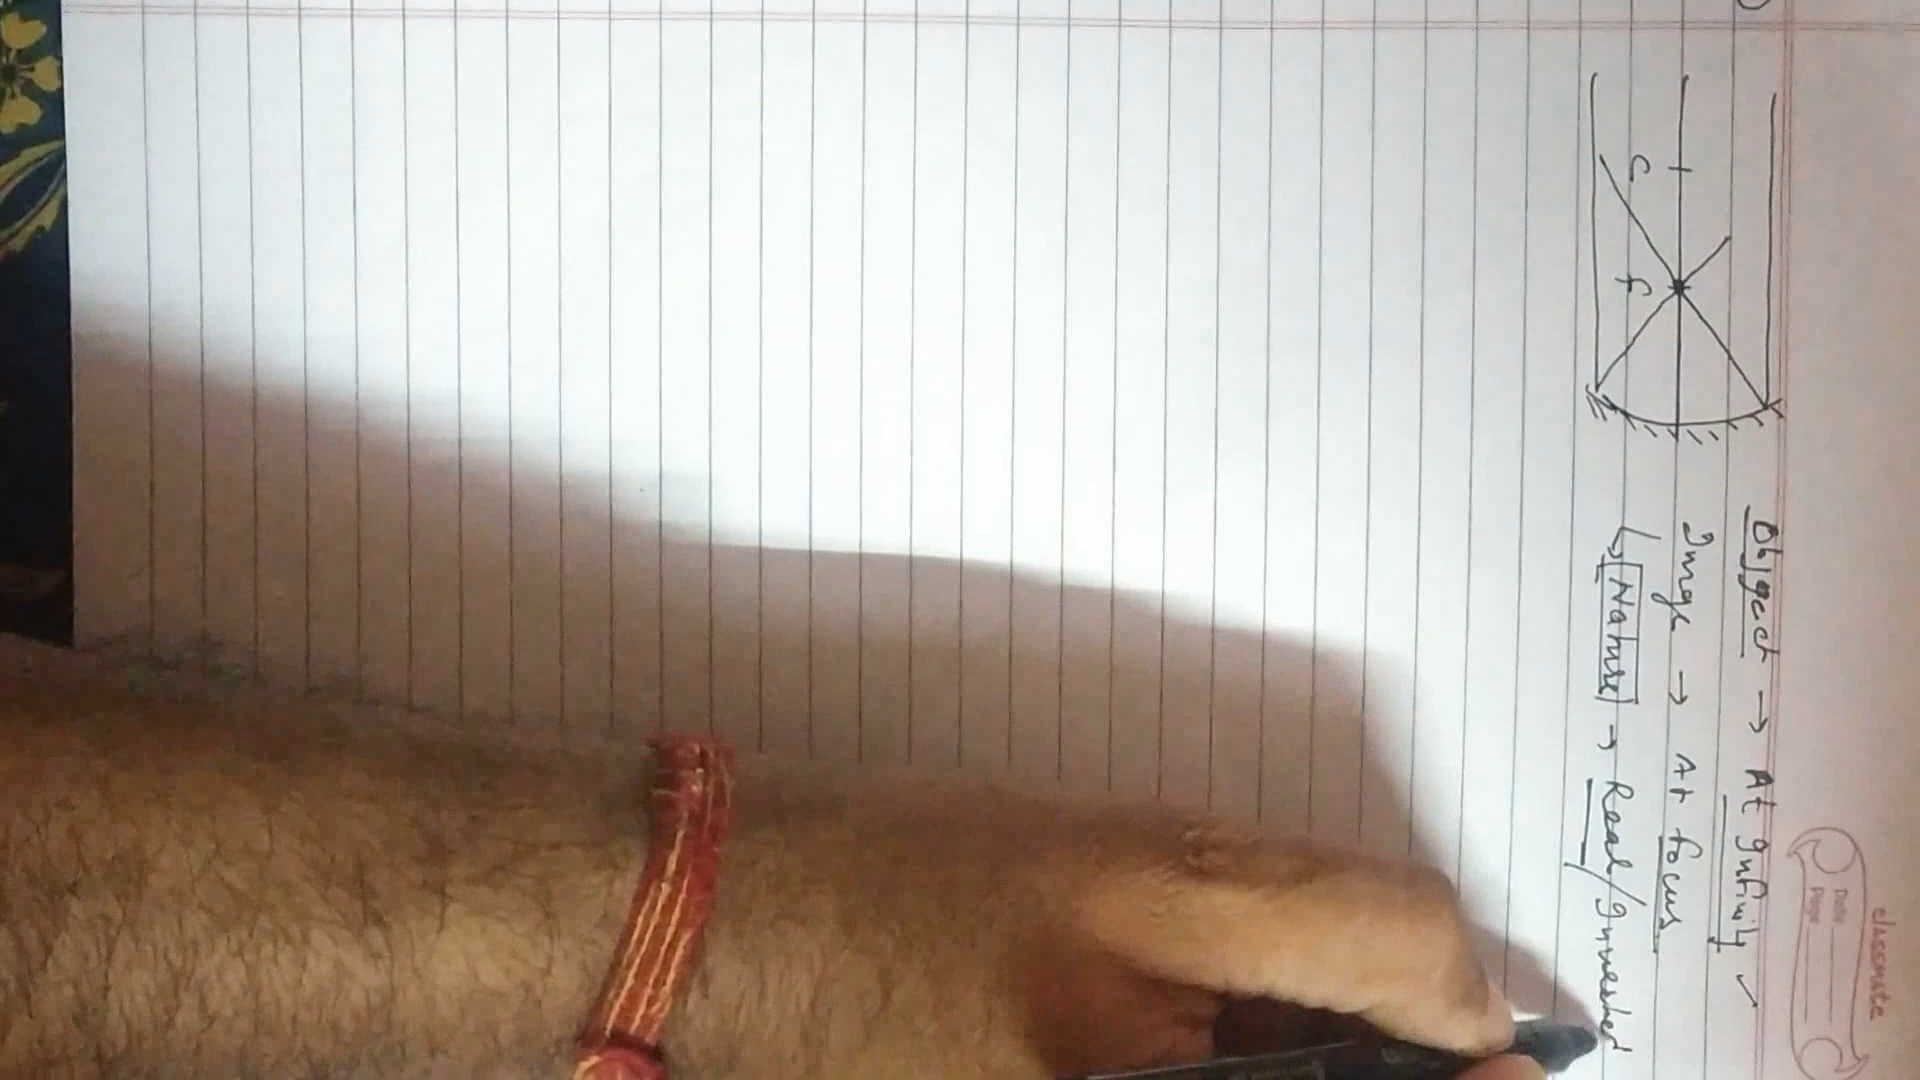 classmate
Date
Page
Object → At Infinity ✓
Image → At focus
↳ Nature → Real/Inverted
C
f